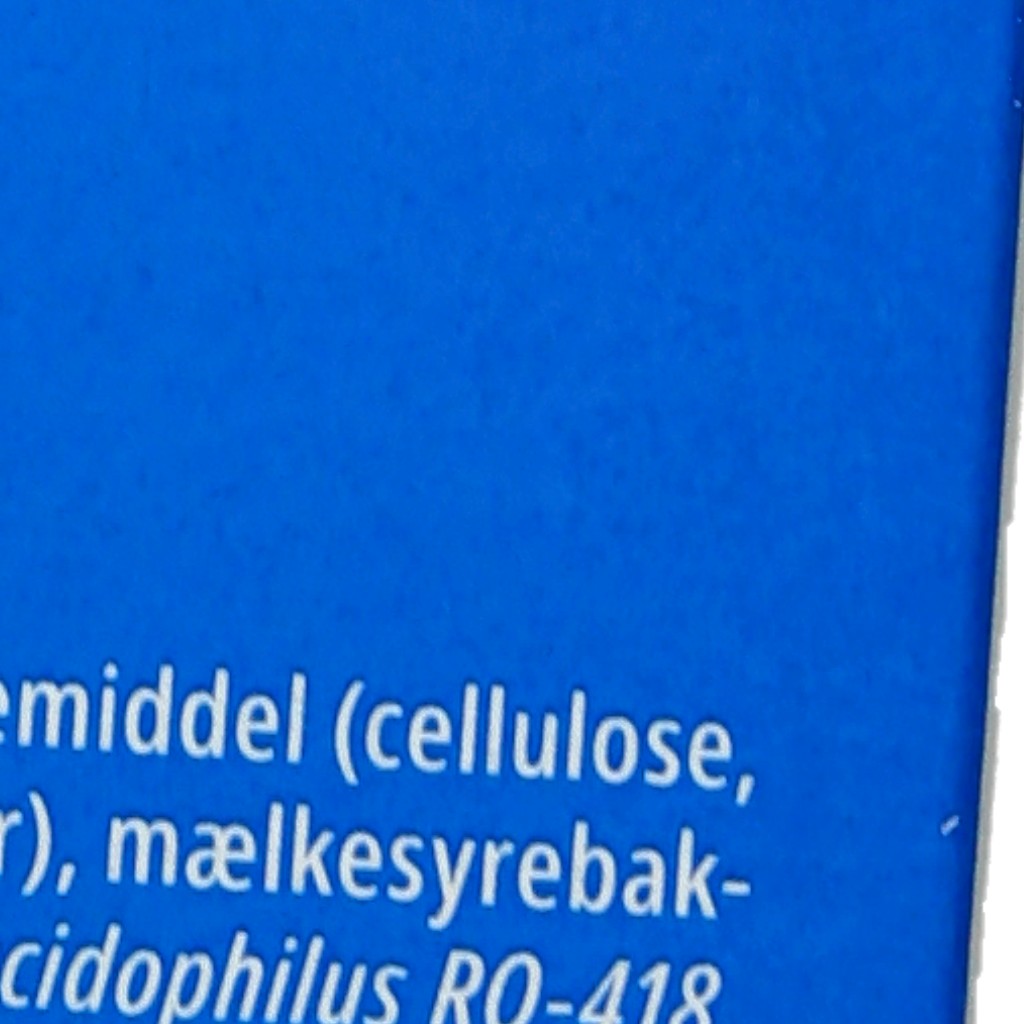 emiddel (cellulose,
r), mælkesyrebak-
cidophilus RO-418